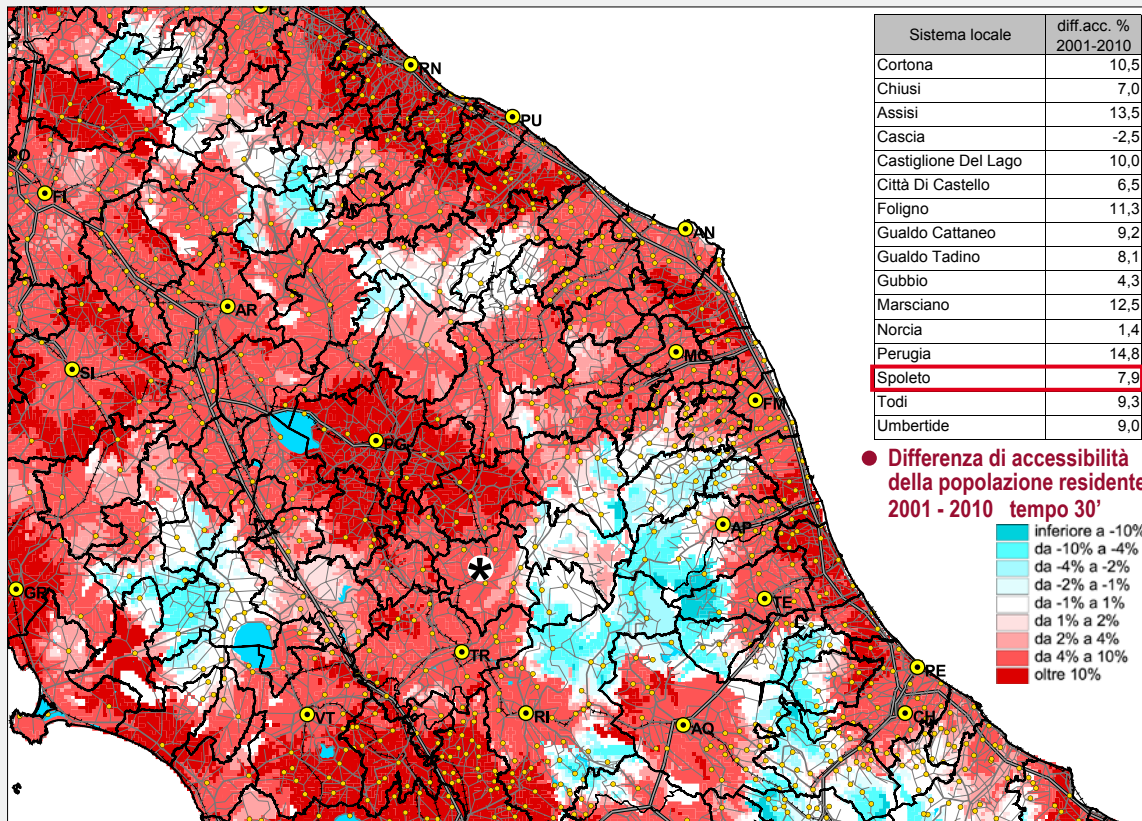 FC
RN
PU
FI
AN
AR
MC
SI
FM
PG
AP
GR
TE
TR
PE
VT
RI
AQ
CH
Sistema locale diff.acc. %
2001-2010
Cortona 10,5
Chiusi 7,0
Assisi 13,5
Cascia -2,5
Castiglione Del Lago 10,0
Città Di Castello 6,5
Foligno 11,3
Gualdo Cattaneo 9,2
Gualdo Tadino 8,1
Gubbio 4,3
Marsciano 12,5
Norcia 1,4
Perugia 14,8
Spoleto 7,9
Todi 9,3
Umbertide 9,0
Differenza di accessibilità
della popolazione residente
2001 - 2010 tempo 30'
inferiore a -10%
da -10% a -4%
da -4% a -2%
da -2% a -1%
da -1% a 1%
da 1% a 2%
da 2% a 4%
da 4% a 10%
oltre 10%